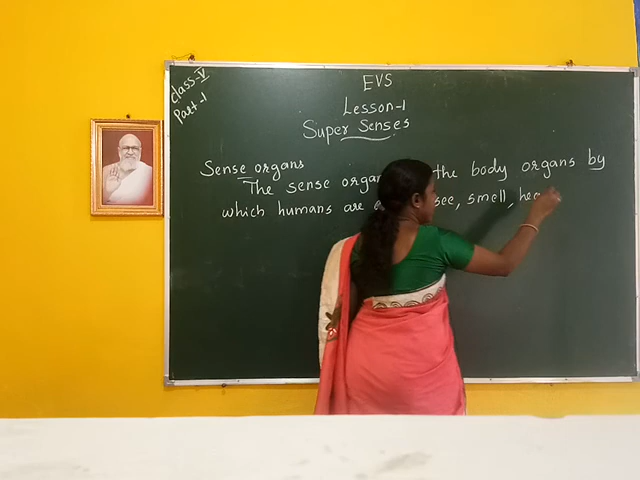 Class-V
Part-1
EVS
Lesson-1
Super Senses
Sense organs
The sense organ the body organs by
which humans are see, smell, hea